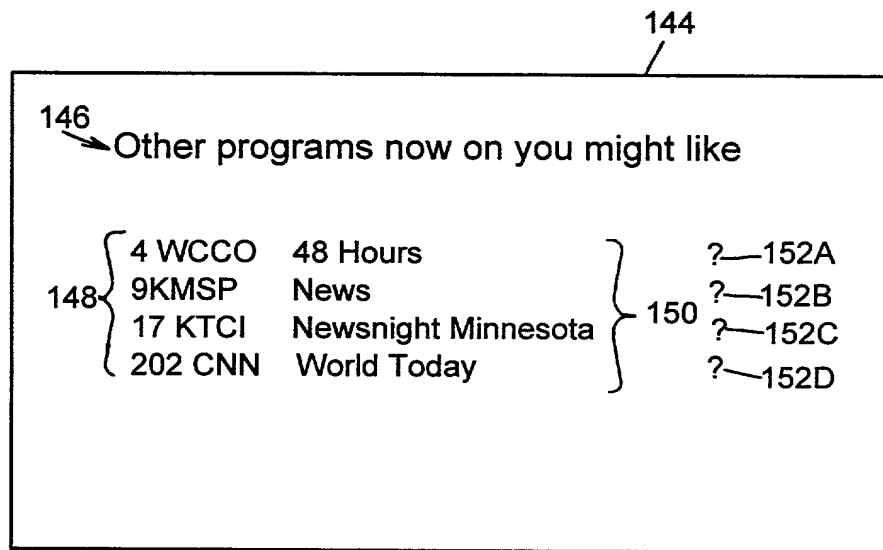 144
146
Other programs now on you might like
4 WCCO 48 Hours ?—152A
9KMSP News ?—152B
148 150
17 KTCI Newsnight Minnesota ?—152C
202 CNN World Today ?—152D